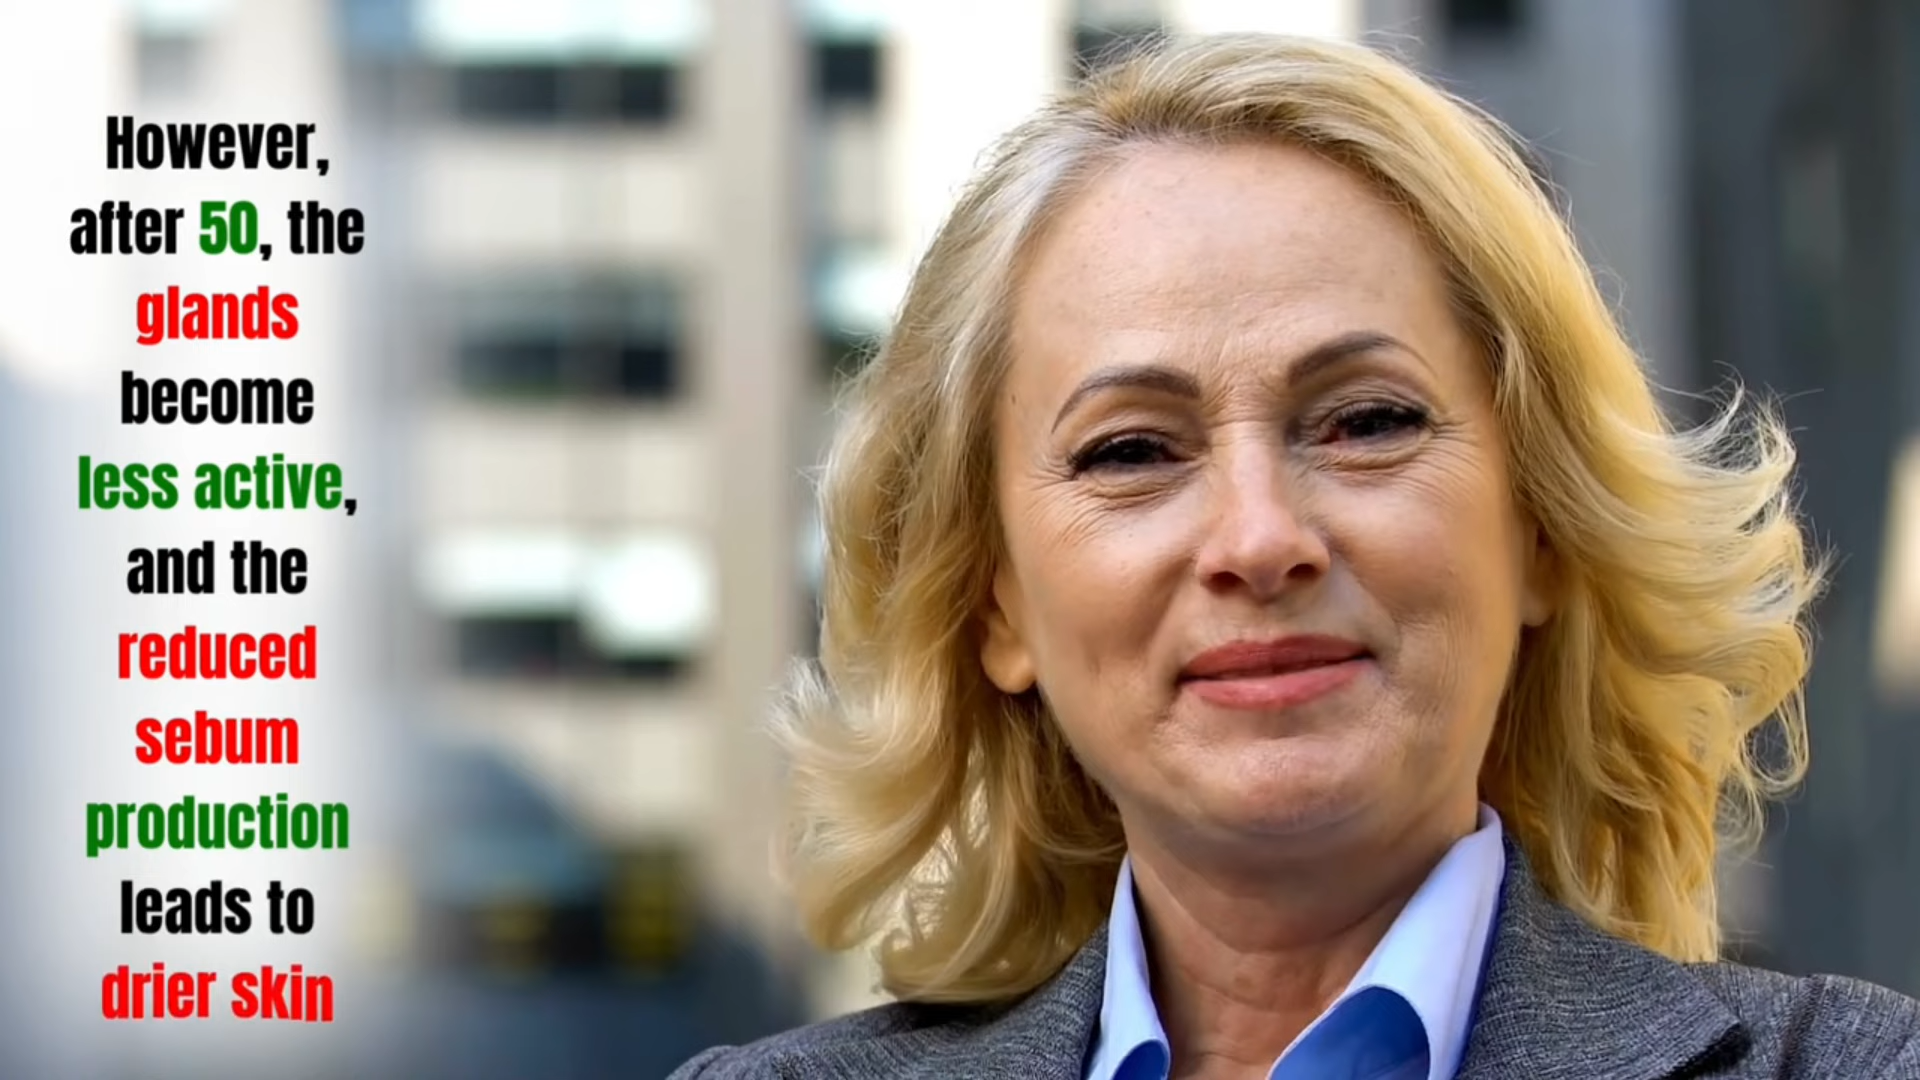 However,
after 50, the
glands
become
less active,
and the
reduced
sebum
production
leads to
drier skin